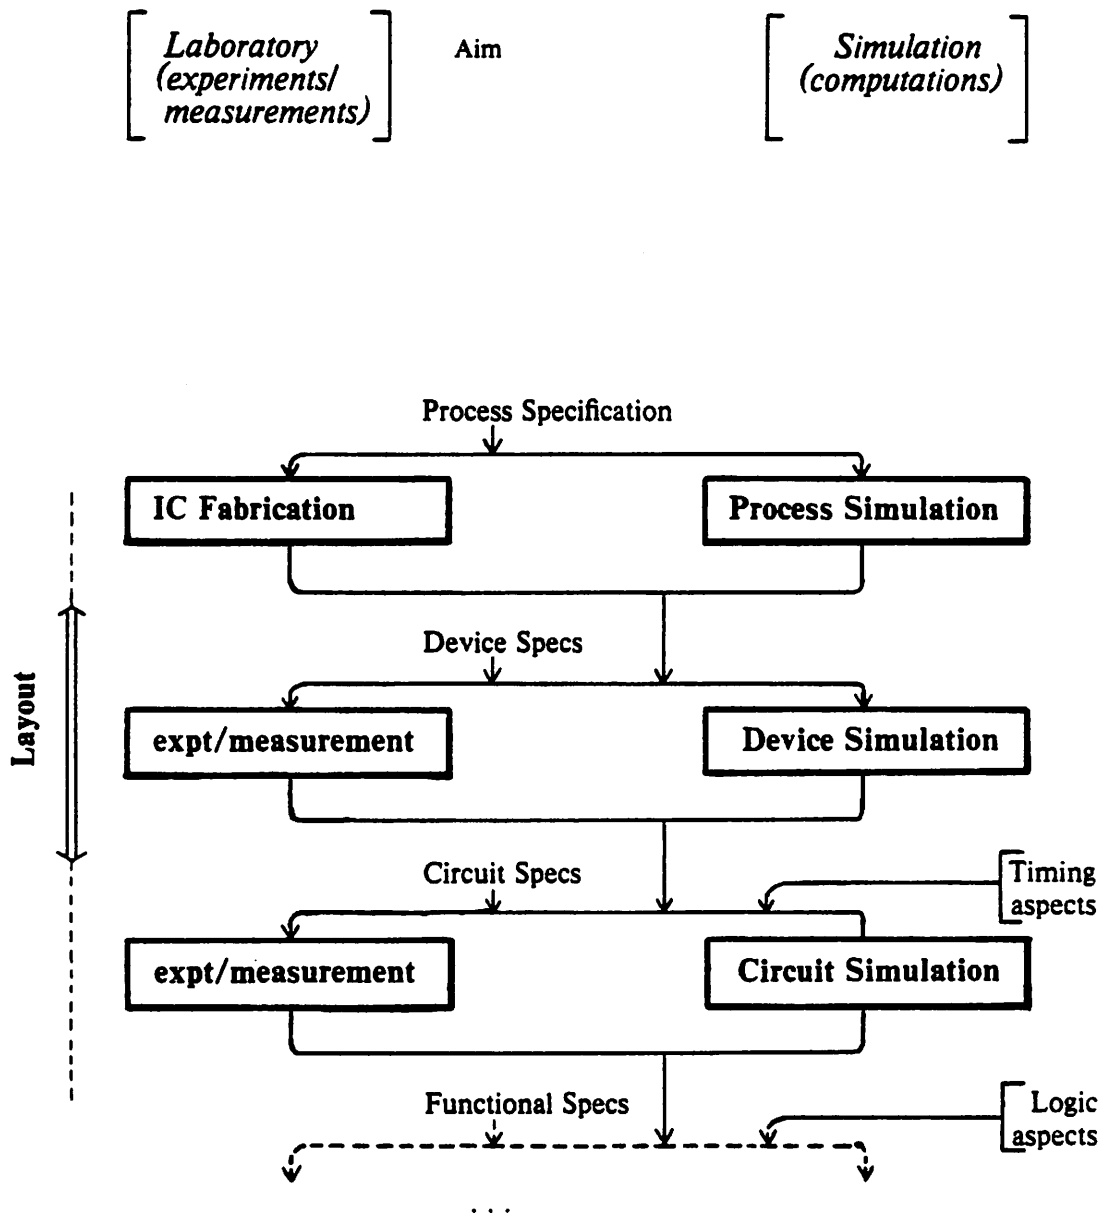 Laboratory
(experiments/
measurements)
Aim
Simulation
(computations)
Process Specification
IC Fabrication
Process Simulation
Layout
Device Specs
expt/measurement
Device Simulation
Circuit Specs
Timing
aspects
expt/measurement
Circuit Simulation
Functional Specs
Logic
aspects
...